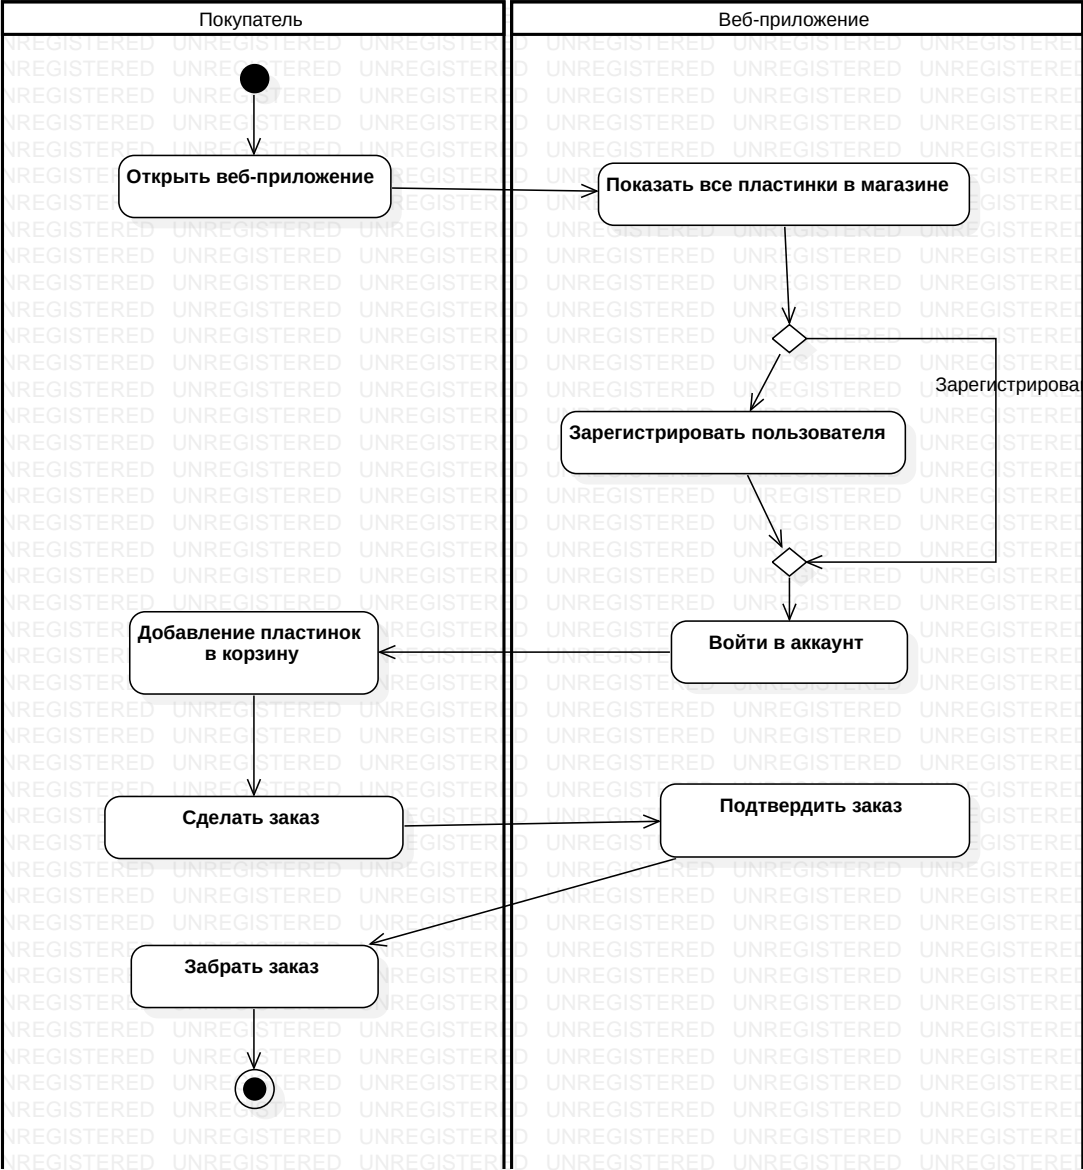 Покупатель
Веб-приложение
Открыть веб-приложение
Показать все пластинки в магазине
Зарегистрирова
Зарегистрировать пользователя
Добавление пластинок
в корзину
Войти в аккаунт
Сделать заказ
Подтвердить заказ
Забрать заказ